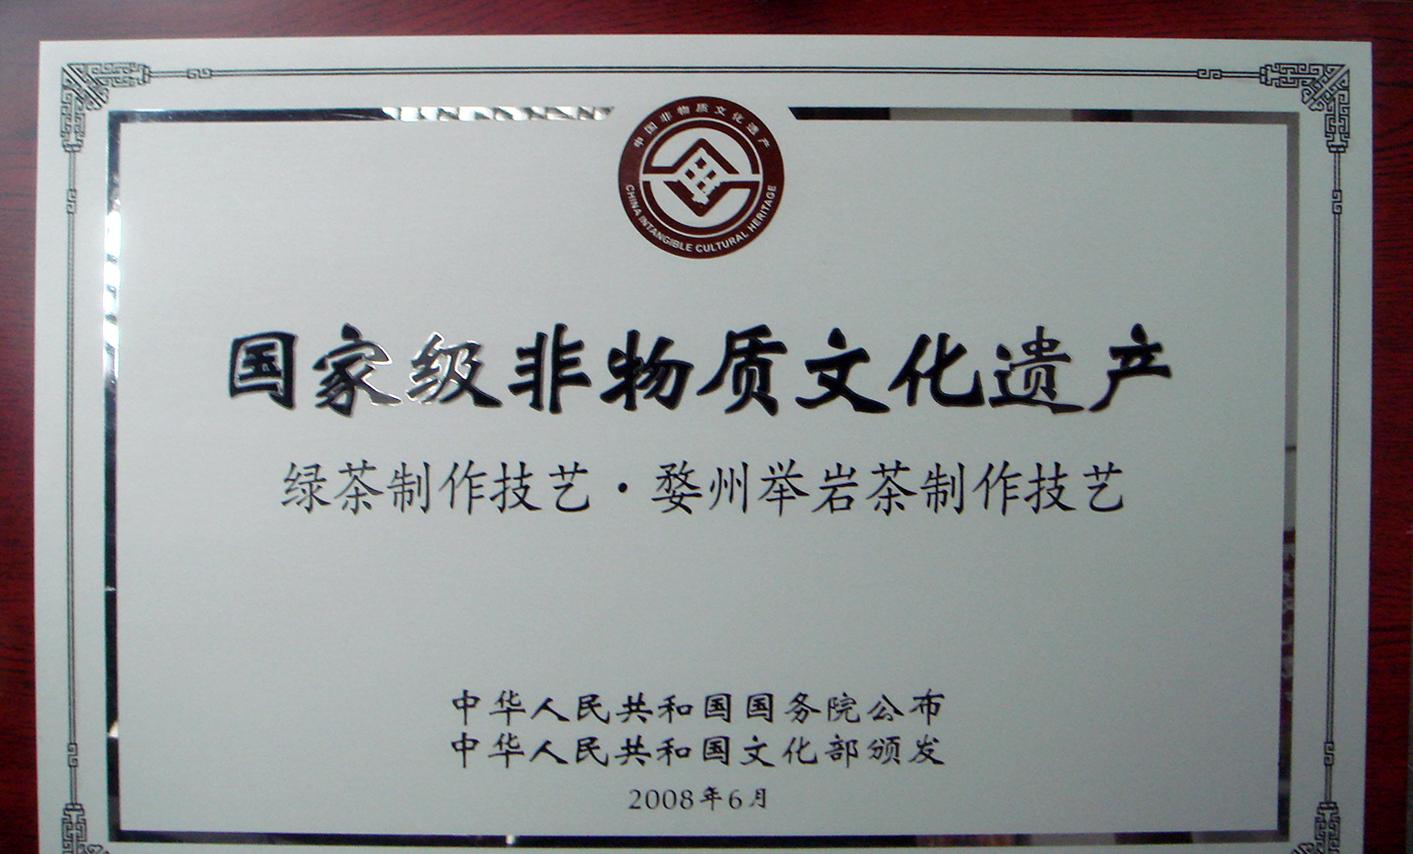 中国非物质文化遗产
CHINA INTANGIBLE CULTURAL HERITAGE
国家级非物质文化遗产
绿茶制作技艺·婺州举岩茶制作技艺
中华人民共和国国务院公布
中华人民共和国文化部颁发
2008年6月